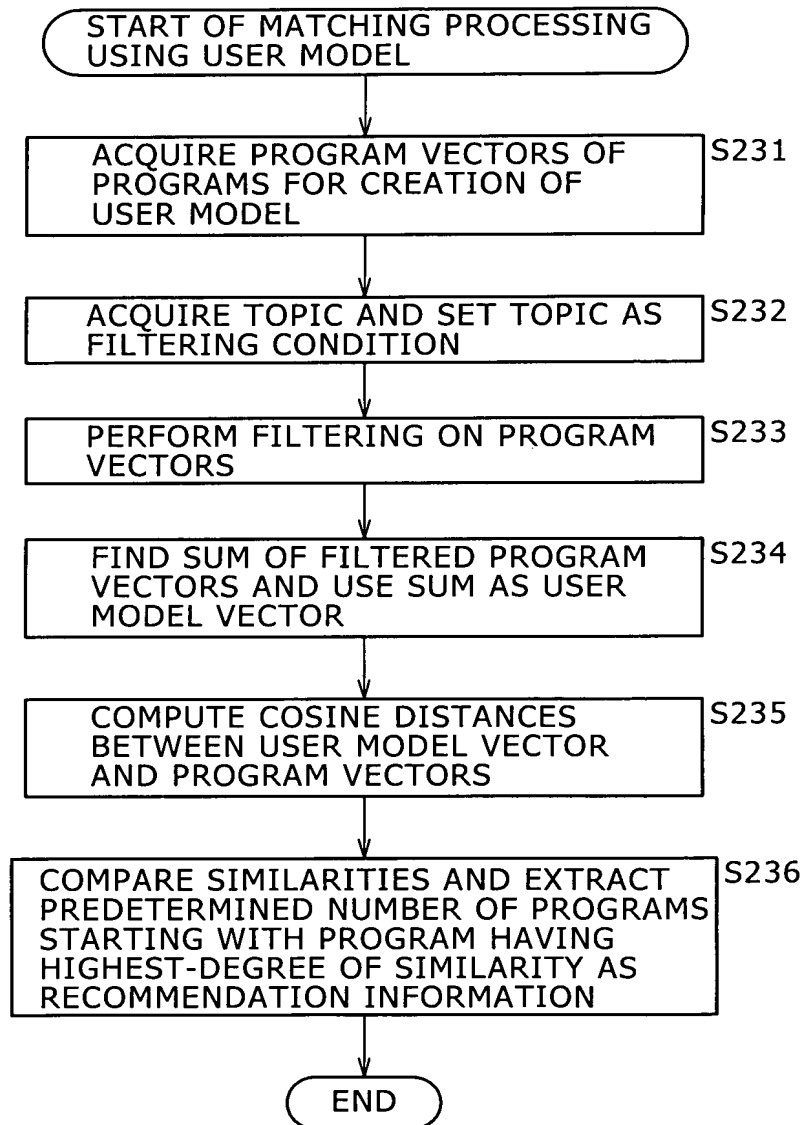 START OF MATCHING PROCESSING
USING USER MODEL
S231
ACQUIRE PROGRAM VECTORS OF
PROGRAMS FOR CREATION OF
USER MODEL
S232
ACQUIRE TOPIC AND SET TOPIC AS
FILTERING CONDITION
S233
PERFORM FILTERING ON PROGRAM
VECTORS
S234
FIND SUM OF FILTERED PROGRAM
VECTORS AND USE SUM AS USER
MODEL VECTOR
S235
COMPUTE COSINE DISTANCES
BETWEEN USER MODEL VECTOR
AND PROGRAM VECTORS
S236
COMPARE SIMILARITIES AND EXTRACT
PREDETERMINED NUMBER OF PROGRAMS
STARTING WITH PROGRAM HAVING
HIGHEST-DEGREE OF SIMILARITY AS
RECOMMENDATION INFORMATION
END